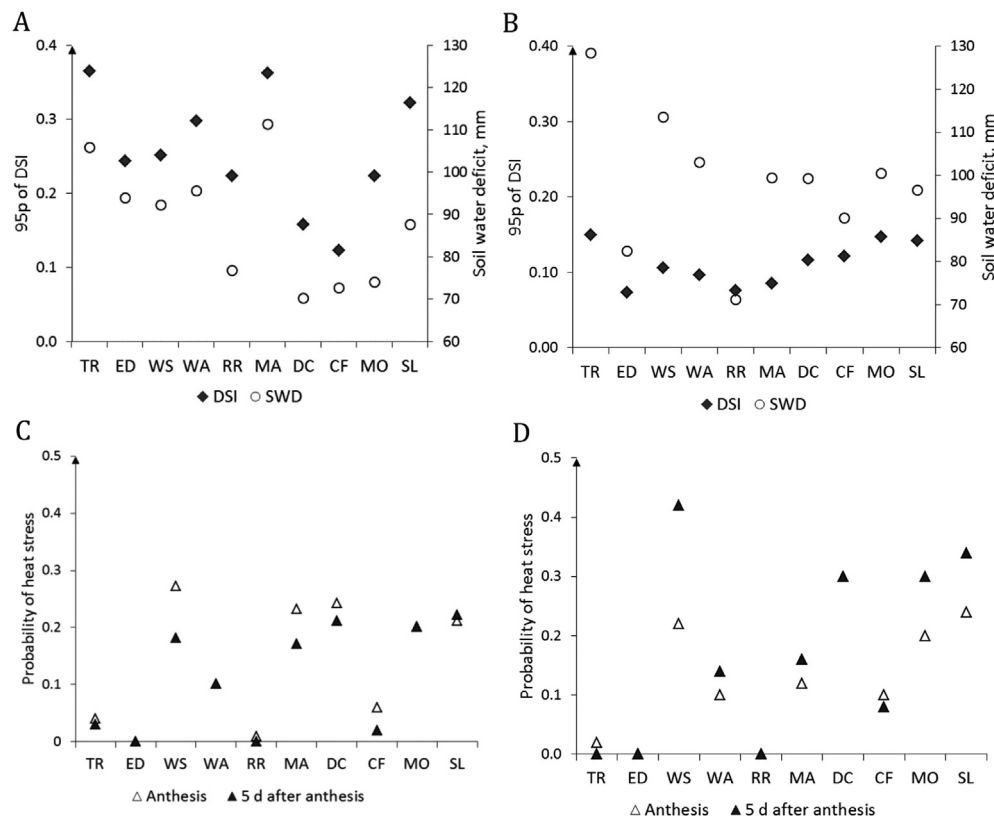 A
95p of DSI
0.4
0.3
0.2
0.1
0.0
130
120
110
100
90
80
70
60
Soil water deficit, mm
TR ED WS WA RR MA DC CF MO SL
DSI SWD
B
95p of DSI
0.40
0.30
0.20
0.10
0.00
130
120
110
100
90
80
70
60
Soil water deficit, mm
TR ED WS WA RR MA DC CF MO SL
DSI SWD
C
Probability of heat stress
0.5
0.4
0.3
0.2
0.1
0
TR ED WS WA RR MA DC CF MO SL
Anthesis 5 d after anthesis
D
Probability of heat stress
0.5
0.4
0.3
0.2
0.1
0.0
TR ED WS WA RR MA DC CF MO SL
Anthesis 5 d after anthesis